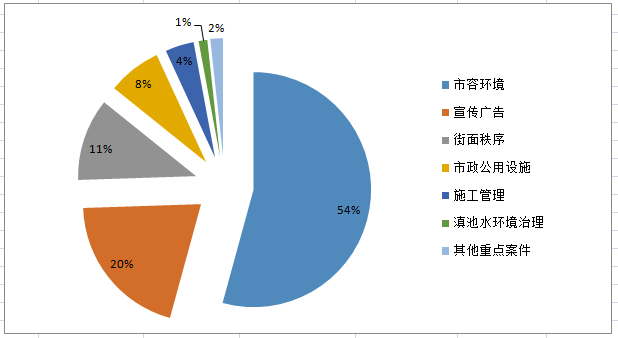 1%
2%
4%
8%
11%
20%
54%
市容环境
宣传广告
街面秩序
市政公用设施
施工管理
滇池水环境治理
其他重点案件